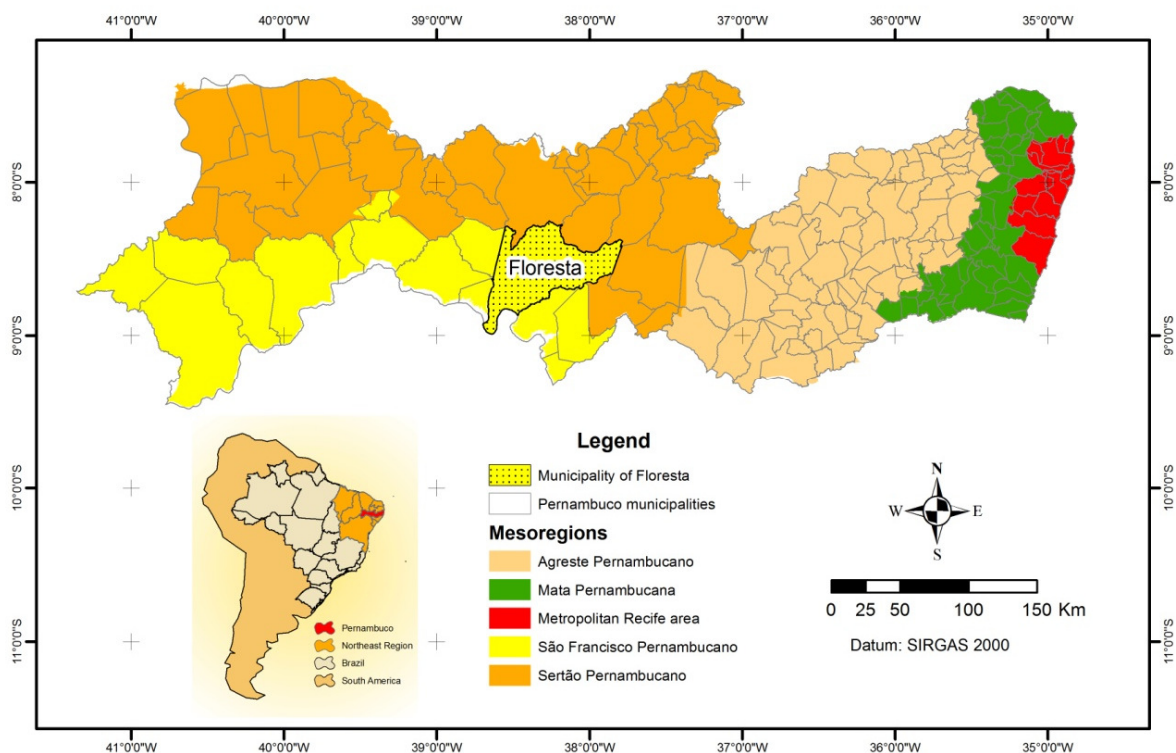 41°0'0"W 40°0'0"W 39°0'0"W 38°0'0"W 37°0'0"W 36°0'0"W 35°0'0"W
8°0'0"S
8°0'0"S
Floresta
9°0'0"S
9°0'0"S
Legend
Municipality of Floresta
Pernambuco municipalities
Mesoregions
Agreste Pernambucano
Mata Pernambucana
Metropolitan Recife area
São Francisco Pernambucano
Sertão Pernambucano
10°0'0"S
10°0'0"S
N
W E
S
0 25 50 100 150 Km
Datum: SIRGAS 2000
Pernambuco
Northeast Region
Brazil
South America
11°0'0"S
11°0'0"S
41°0'0"W 40°0'0"W 39°0'0"W 38°0'0"W 37°0'0"W 36°0'0"W 35°0'0"W